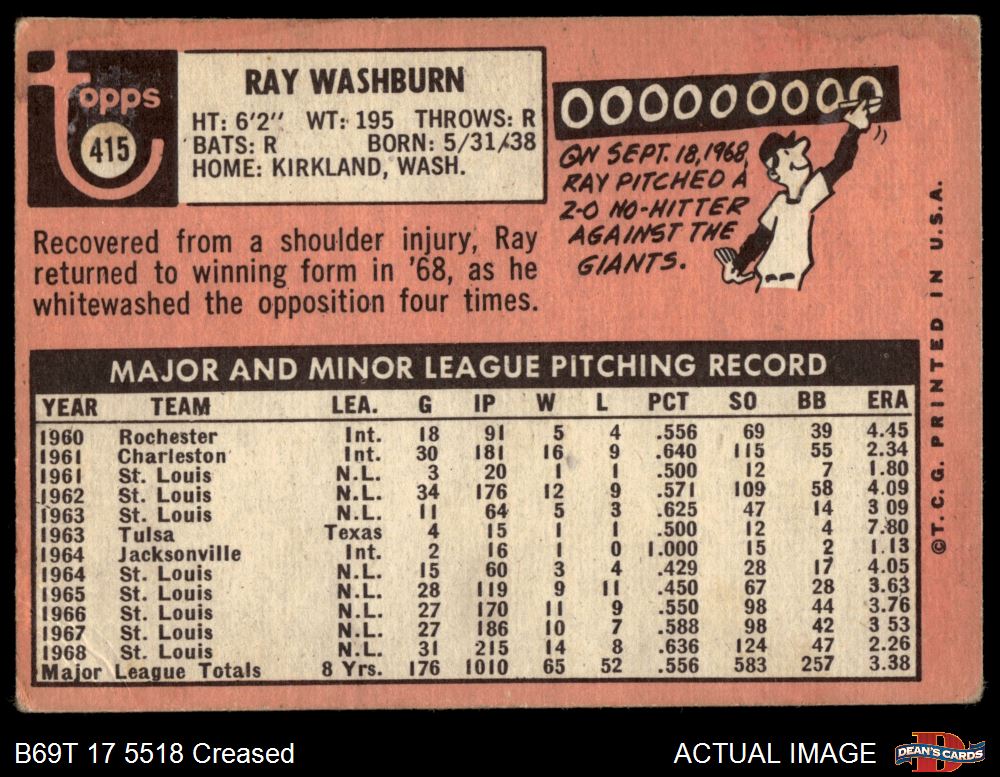 topps
415
RAY WASHBURN
HT: 6'2" WT: 195 THROWS: R
BATS: R BORN: 5/31/38
HOME: KIRKLAND, WASH.
000000000
ON SEPT. 18, 1968,
RAY PITCHED A
2-0 NO-HITTER
AGAINST THE
GIANTS.
Recovered from a shoulder injury, Ray
returned to winning form in '68, as he
whitewashed the opposition four times.
MAJOR AND MINOR LEAGUE PITCHING RECORD
YEAR TEAM LEA. G IP W L PCT SO BB ERA
1960 Rochester Int. 18 91 5 4 .556 69 39 4.45
1961 Charleston Int. 30 181 16 9 .640 115 55 2.34
1961 St. Louis N.L. 3 20 1 1 .500 12 7 1.80
1962 St. Louis N.L. 34 176 12 9 .571 109 58 4.09
1963 St. Louis N.L. 11 64 5 3 .625 47 14 3 09
1963 Tulsa Texas 4 15 1 1 .500 12 4 7.80
1964 Jacksonville Int. 2 16 1 0 1.000 15 2 1.13
1964 St. Louis N.L. 15 60 3 4 .429 28 17 4.05
1965 St. Louis N.L. 28 119 9 11 .450 67 28 3.63
1966 St. Louis N.L. 27 170 11 9 .550 98 44 3.76
1967 St. Louis N.L. 27 186 10 7 .588 98 42 3 53
1968 St. Louis N.L. 31 215 14 8 .636 124 47 2.26
Major League Totals 8 Yrs. 176 1010 65 52 .556 583 257 3.38
©T. C. G. PRINTED IN U.S.A.
B69T 17 5518 Creased
ACTUAL IMAGE
DEAN'S CARDS